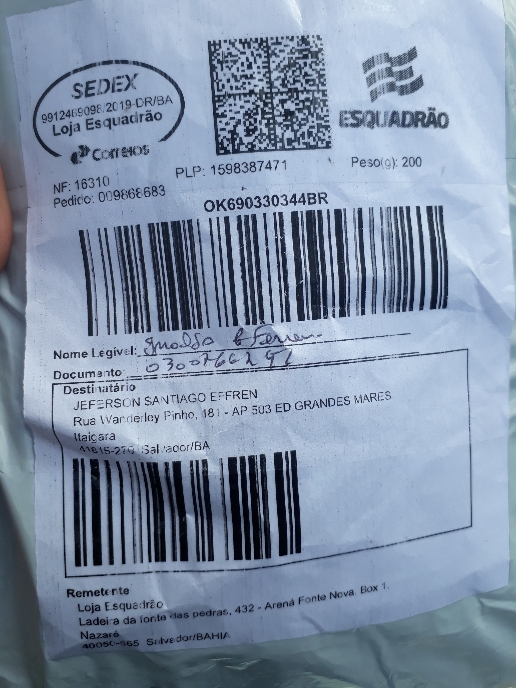 SEDEX
9912469098/2019-DR/BA
Loja Esquadrão
Correios
ESQUADRÃO
PLP: 1598387471
Peso(g): 200
NF: 16310
Pedido: 009868683
OK690330344BR
Nome Legível:
Documento
Destinatário
JEFERSON SANTIAGO EFFREN
Rua Wanderley Pinho, 181 - AP 503 ED GRANDES MARES
Itaigara
Salvador/BA
Remetente
Loja Esquadrão
Ladeira da fonte das pedras, 432 - Arena Fonte Nova, Box 1.
Nazaré
Salvador/BAHIA